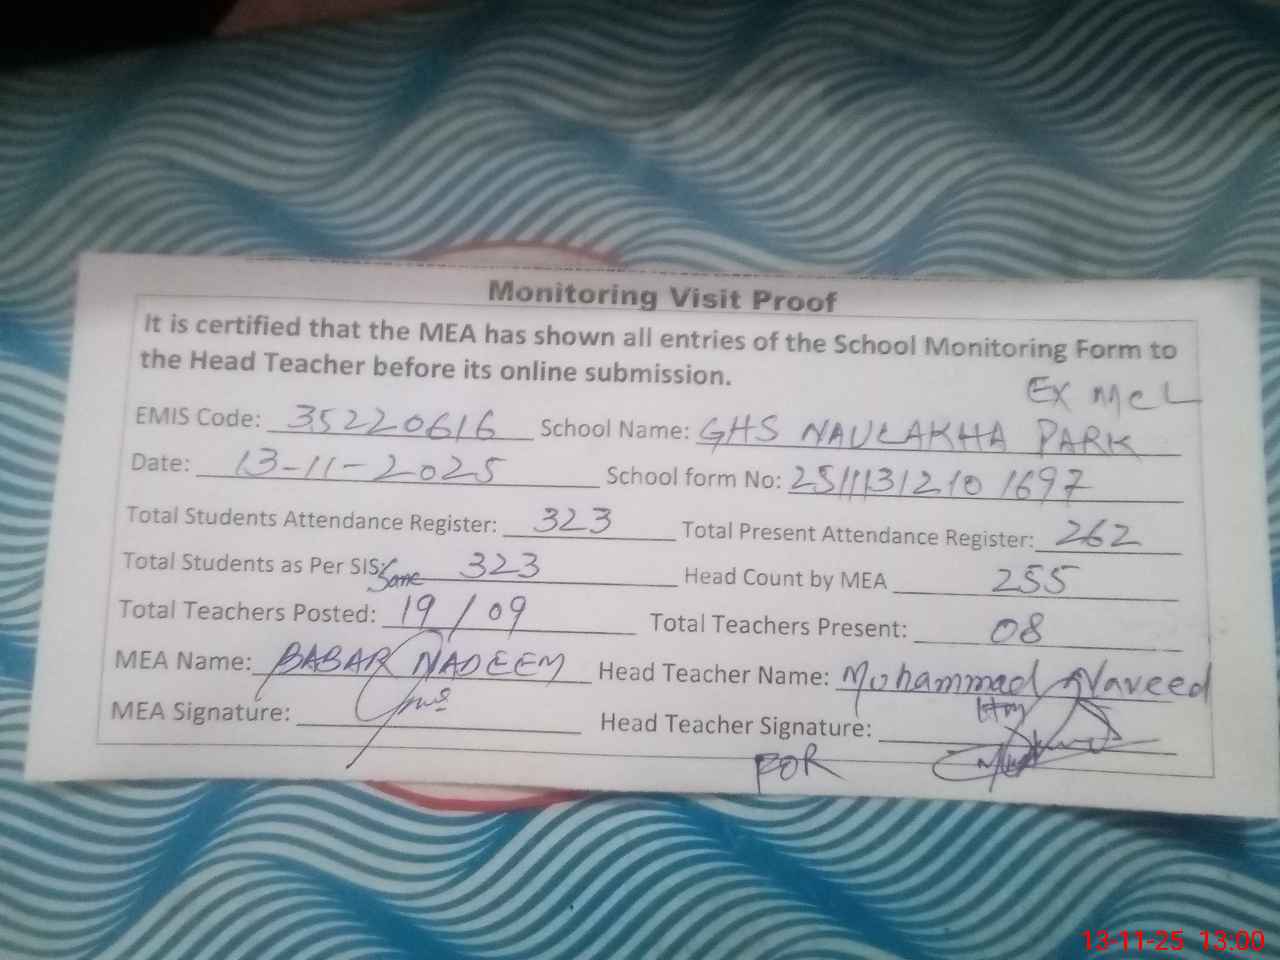 Monitoring Visit Proof
It is certified that the MEA has shown all entries of the School Monitoring Form to
the Head Teacher before its online submission.
Ex McL
EMIS Code: 35220616 School Name: GHS NAULAKHA PARK
Date: 13-11-2025 School form No: 25111312101697
Total Students Attendance Register: 323 Total Present Attendance Register: 262
Total Students as Per SIS: Same 323 Head Count by MEA 255
Total Teachers Posted: 19/09 Total Teachers Present: 08
MEA Name: BABAR NADEEM Head Teacher Name: Mohammad Naveed
MEA Signature: Head Teacher Signature:
FOR
13-11-25 13:00